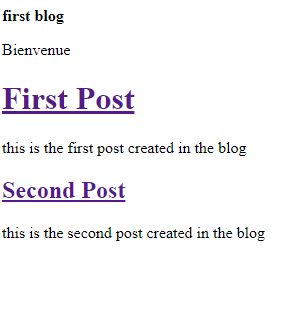 first blog
Bienvenue
First Post
this is the first post created in the blog
Second Post
this is the second post created in the blog